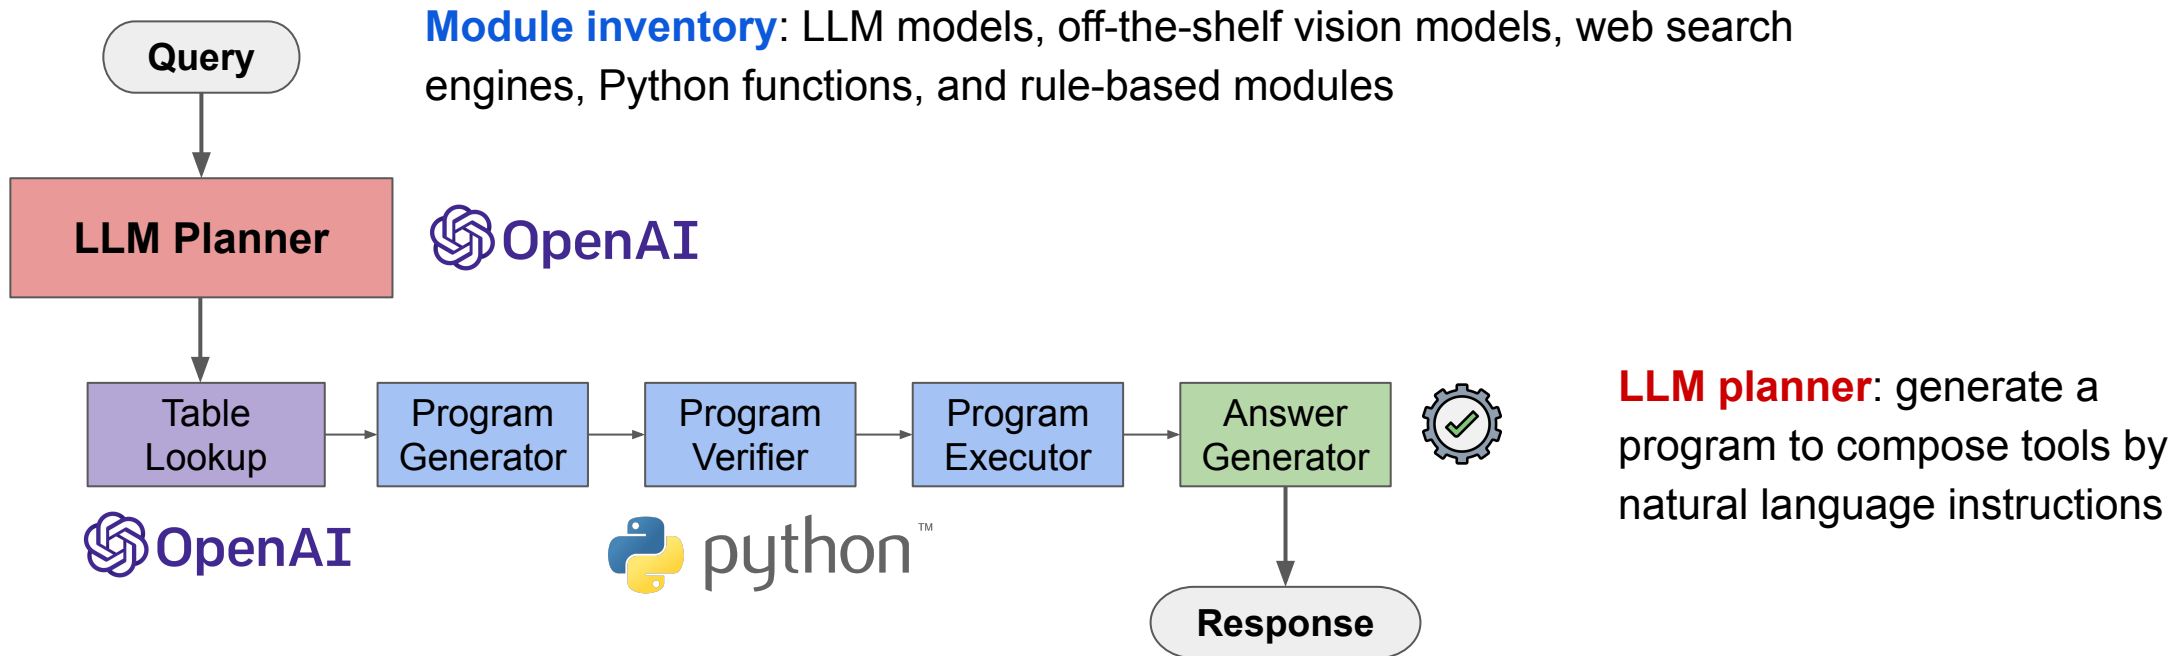 Query
Module inventory: LLM models, off-the-shelf vision models, web search
engines, Python functions, and rule-based modules
LLM Planner
OpenAI
Table
Lookup
Program
Generator
Program
Verifier
Program
Executor
Answer
Generator
LLM planner: generate a
program to compose tools by
natural language instructions
OpenAI
python™
Response